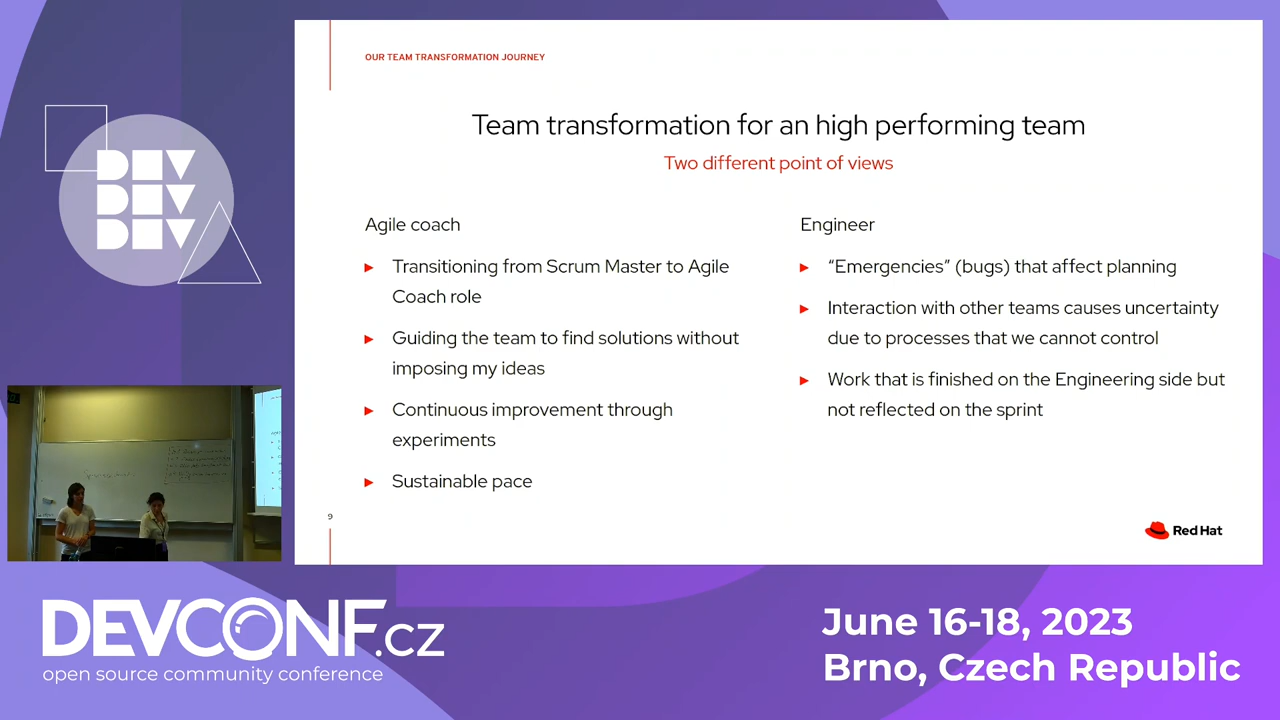 OUR TEAM TRANSFORMATION JOURNEY
Team transformation for an high performing team
Two different point of views
Agile coach
► Transitioning from Scrum Master to Agile
Coach role
► Guiding the team to find solutions without
imposing my ideas
► Continuous improvement through
experiments
► Sustainable pace
Engineer
► “Emergencies” (bugs) that affect planning
► Interaction with other teams causes uncertainty
due to processes that we cannot control
► Work that is finished on the Engineering side but
not reflected on the sprint
9
Red Hat
DEV
DEV
DEV
DEVCONF.cz
open source community conference
June 16-18, 2023
Brno, Czech Republic